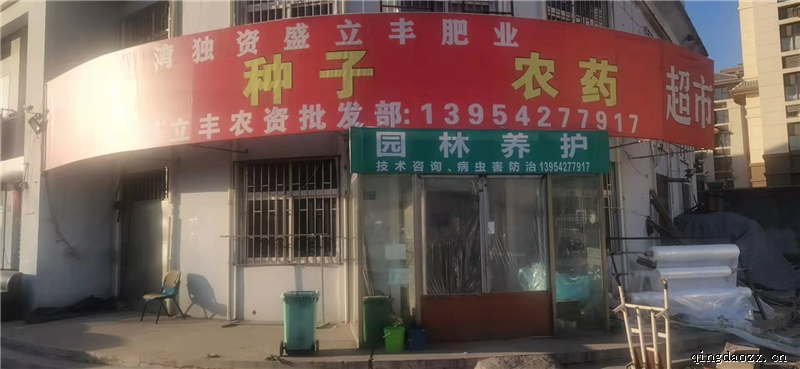 湾独资盛立丰肥业
种子 农药 超市
立丰农资批发部:13954277917
园林养护
技术咨询、病虫害防治13954277917
qingdaozz.cn